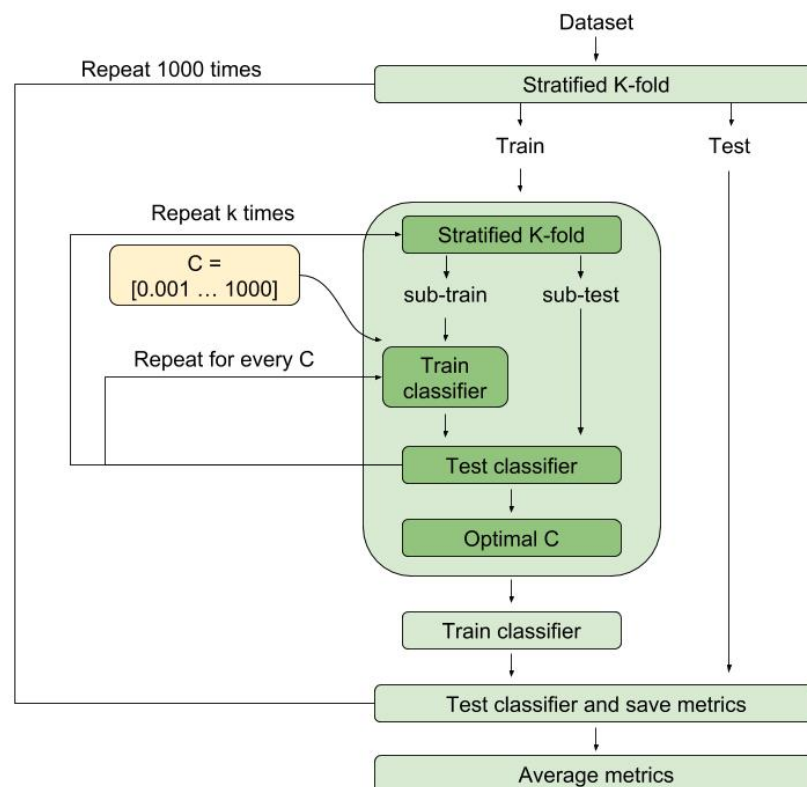 Dataset
Repeat 1000 times
Stratified K-fold
Train
Test
Repeat k times
Stratified K-fold
C =
[0.001 … 1000]
sub-train
sub-test
Repeat for every C
Train
classifier
Test classifier
Optimal C
Train classifier
Test classifier and save metrics
Average metrics